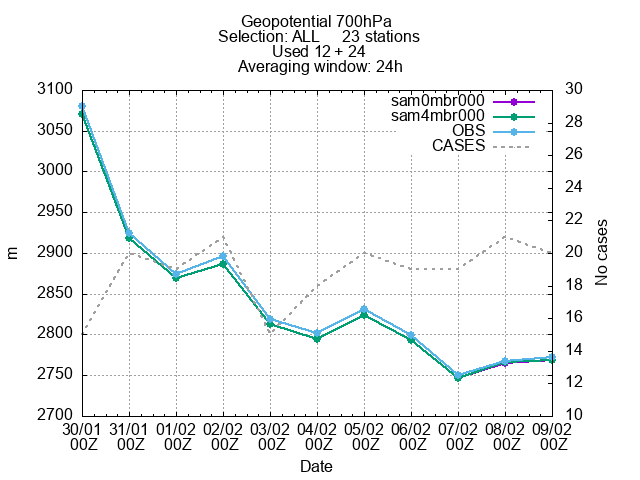 Geopotential 700hPa
Selection: ALL     23 stations
Used 12 + 24
Averaging window: 24h
sam0mbr000
sam4mbr000
OBS
CASES
3100
3050
3000
2950
2900
2850
2800
2750
2700
m
30
28
26
24
22
20
18
16
14
12
10
No cases
30/01 31/01 01/02 02/02 03/02 04/02 05/02 06/02 07/02 08/02 09/02
00Z 00Z 00Z 00Z 00Z 00Z 00Z 00Z 00Z 00Z 00Z
Date